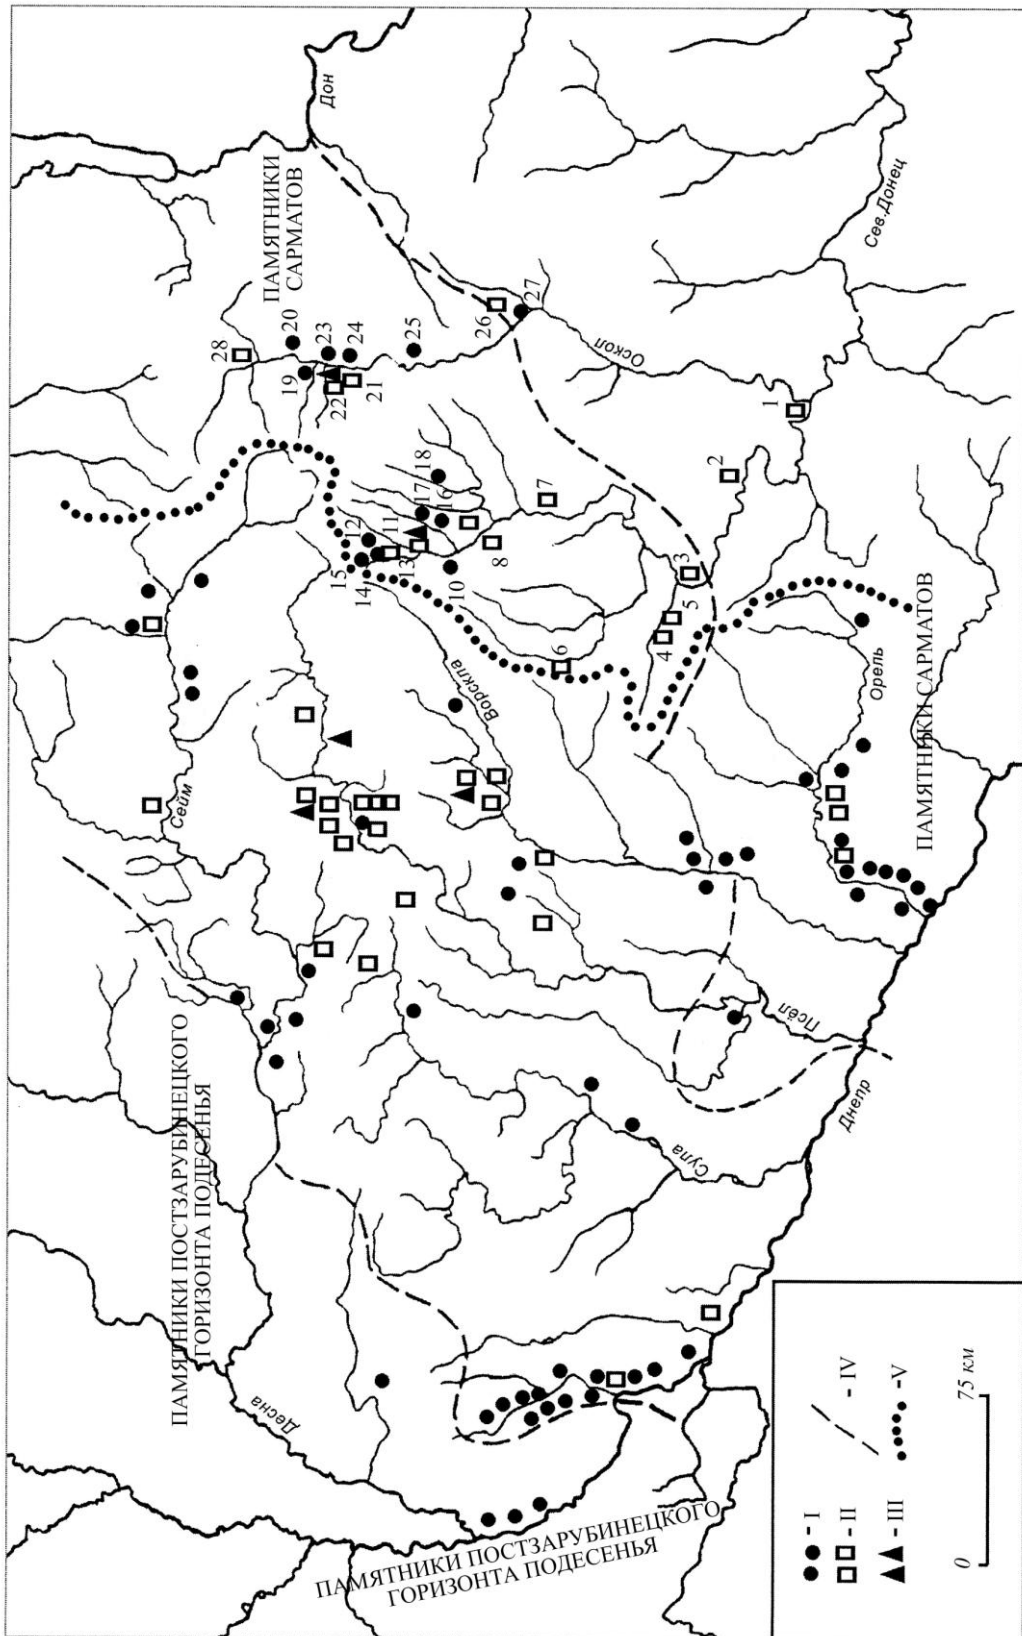 ПАМЯТНИКИ ПОСТЗАРУБИНЕЦКОГО
ГОРИЗОНТА ПОДЕСЕНЬЯ
ПАМЯТНИКИ ПОСТЗАРУБИНЕЦКОГО
ГОРИЗОНТА ПОДЕСЕНЬЯ
ПАМЯТНИКИ
САРМАТОВ
ПАМЯТНИКИ САРМАТОВ
Десна
Сейм
Дон
Сула
Псёл
Днепр
Ворскла
Орель
Оскол
Сев. Донец
1
2
3
4
5
6
7
8
10
11
12
13
14
15
16
17
18
19
20
21
22
23
24
25
26
27
28
- I
- II
- III
- IV
- V
0 75 км